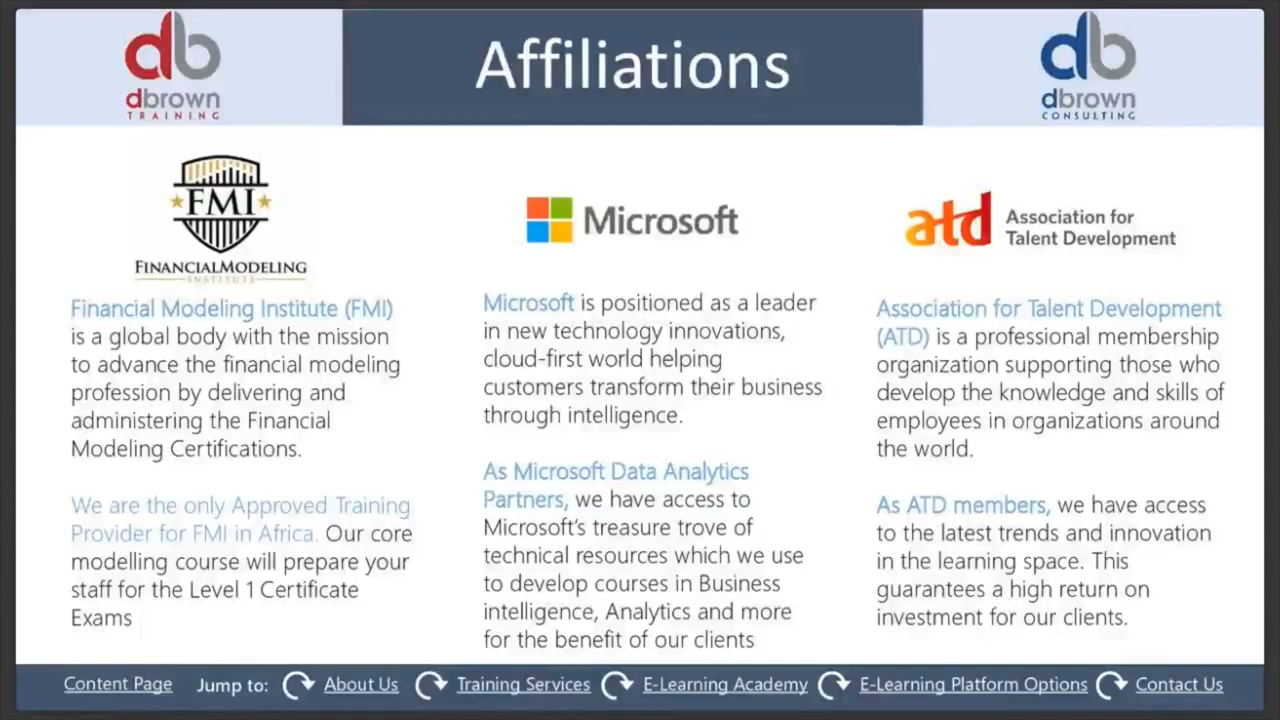 db
dbrown
TRAINING
Affiliations
db
dbrown
CONSULTING
FMI
FINANCIALMODELING
INSTITUTE
Financial Modeling Institute (FMI)
is a global body with the mission
to advance the financial modeling
profession by delivering and
administering the Financial
Modeling Certifications.
We are the only Approved Training
Provider for FMI in Africa. Our core
modelling course will prepare your
staff for the Level 1 Certificate
Exams
Microsoft
Microsoft is positioned as a leader
in new technology innovations,
cloud-first world helping
customers transform their business
through intelligence.
As Microsoft Data Analytics
Partners, we have access to
Microsoft's treasure trove of
technical resources which we use
to develop courses in Business
intelligence, Analytics and more
for the benefit of our clients
atd
Association for
Talent Development
Association for Talent Development
(ATD) is a professional membership
organization supporting those who
develop the knowledge and skills of
employees in organizations around
the world.
As ATD members, we have access
to the latest trends and innovation
in the learning space. This
guarantees a high return on
investment for our clients.
Content Page Jump to: About Us Training Services E-Learning Academy E-Learning Platform Options Contact Us